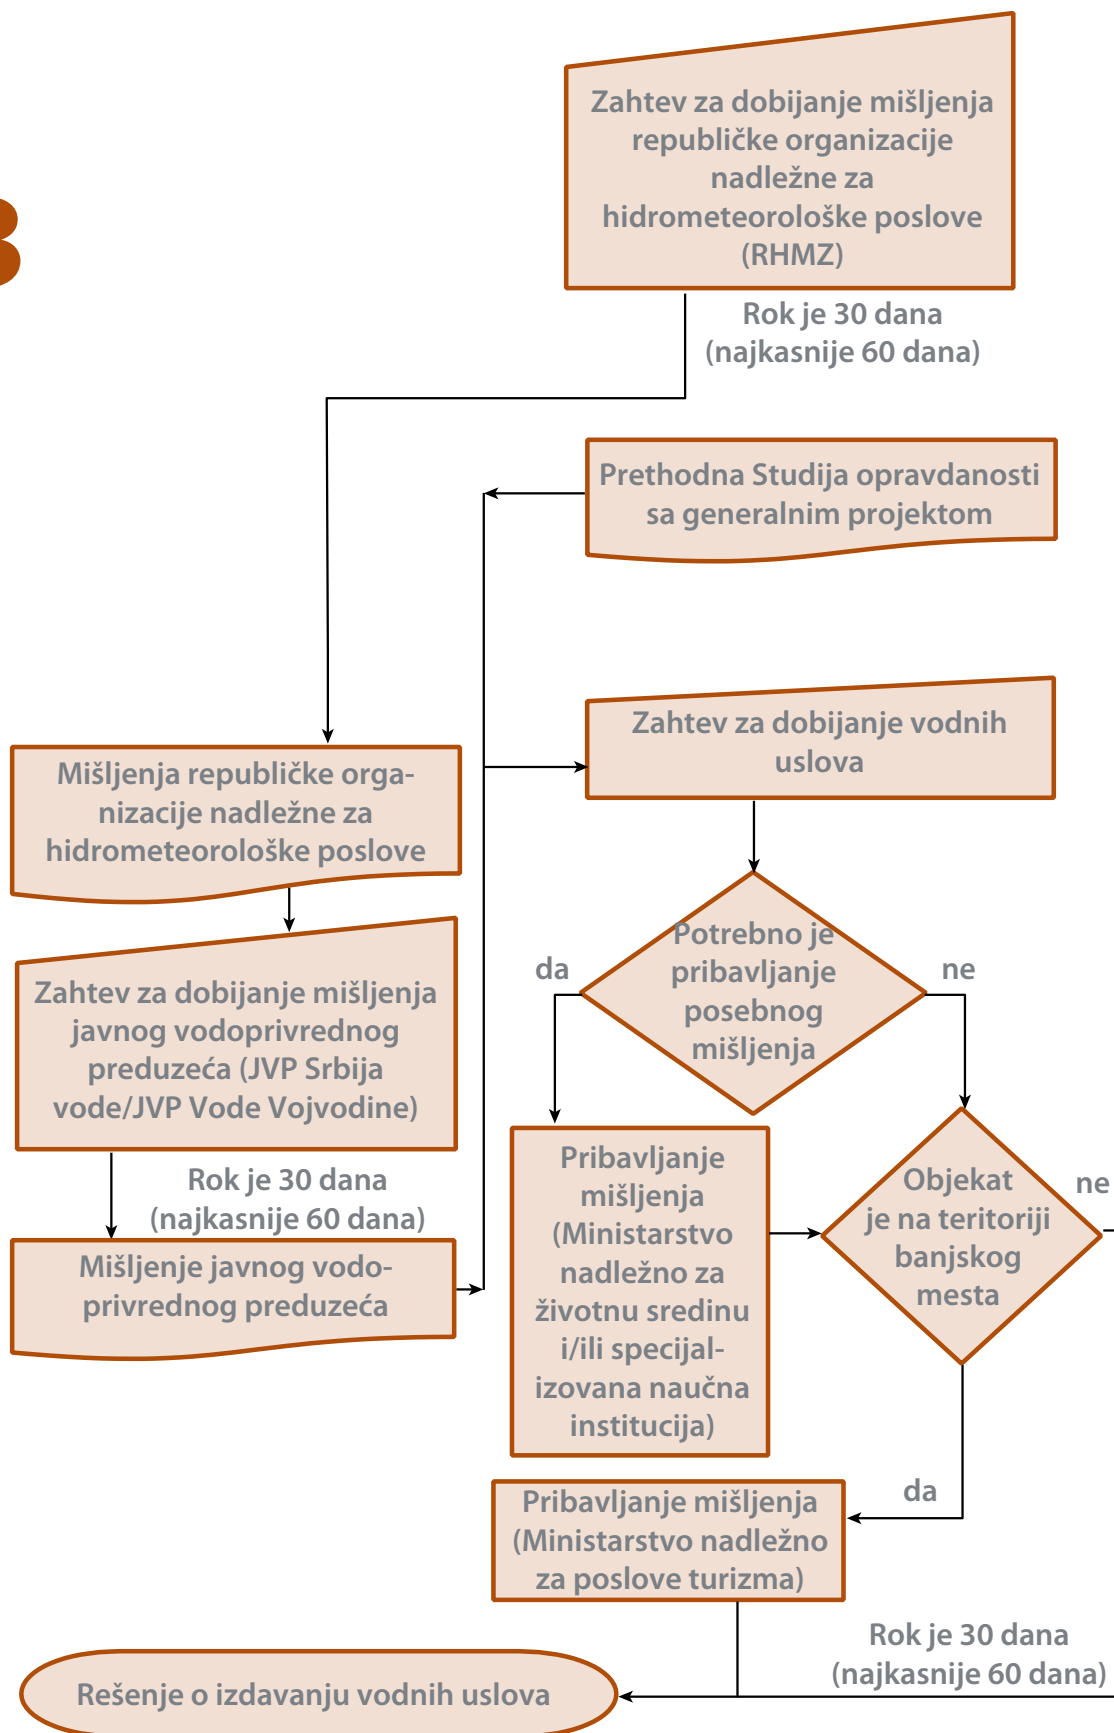 Zahtev za dobijanje mišljenja
republičke organizacije
nadležne za
hidrometeorološke poslove
(RHMZ)
Rok je 30 dana
(najkasnije 60 dana)
Prethodna Studija opravdanosti
sa generalnim projektom
Zahtev za dobijanje vodnih
uslova
Mišljenja republičke orga-
nizacije nadležne za
hidrometeorološke poslove
Zahtev za dobijanje mišljenja
javnog vodoprivrednog
preduzeća (JVP Srbija
vode/JVP Vode Vojvodine)
Rok je 30 dana
(najkasnije 60 dana)
Mišljenje javnog vodo-
privrednog preduzeća
Potrebno je
pribavljanje
posebnog
mišljenja
da
ne
Pribavljanje
mišljenja
(Ministarstvo
nadležno za
životnu sredinu
i/ili specijal-
izovana naučna
institucija)
Objekat
je na teritoriji
banjskog
mesta
ne
da
Pribavljanje mišljenja
(Ministarstvo nadležno
za poslove turizma)
Rok je 30 dana
(najkasnije 60 dana)
Rešenje o izdavanju vodnih uslova